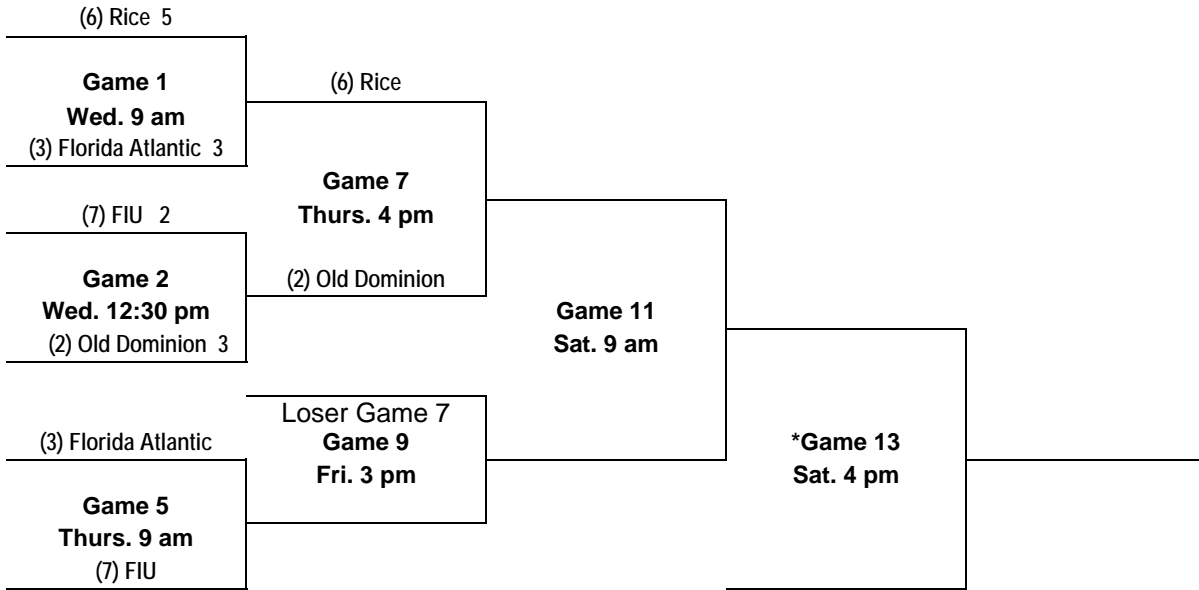 (6) Rice 5
Game 1
Wed. 9 am
(3) Florida Atlantic 3
(6) Rice
(7) FIU 2
Game 2
Wed. 12:30 pm
(2) Old Dominion 3
Game 7
Thurs. 4 pm
(2) Old Dominion
Game 11
Sat. 9 am
Loser Game 7
Game 9
Fri. 3 pm
(3) Florida Atlantic
Game 5
Thurs. 9 am
(7) FIU
*Game 13
Sat. 4 pm